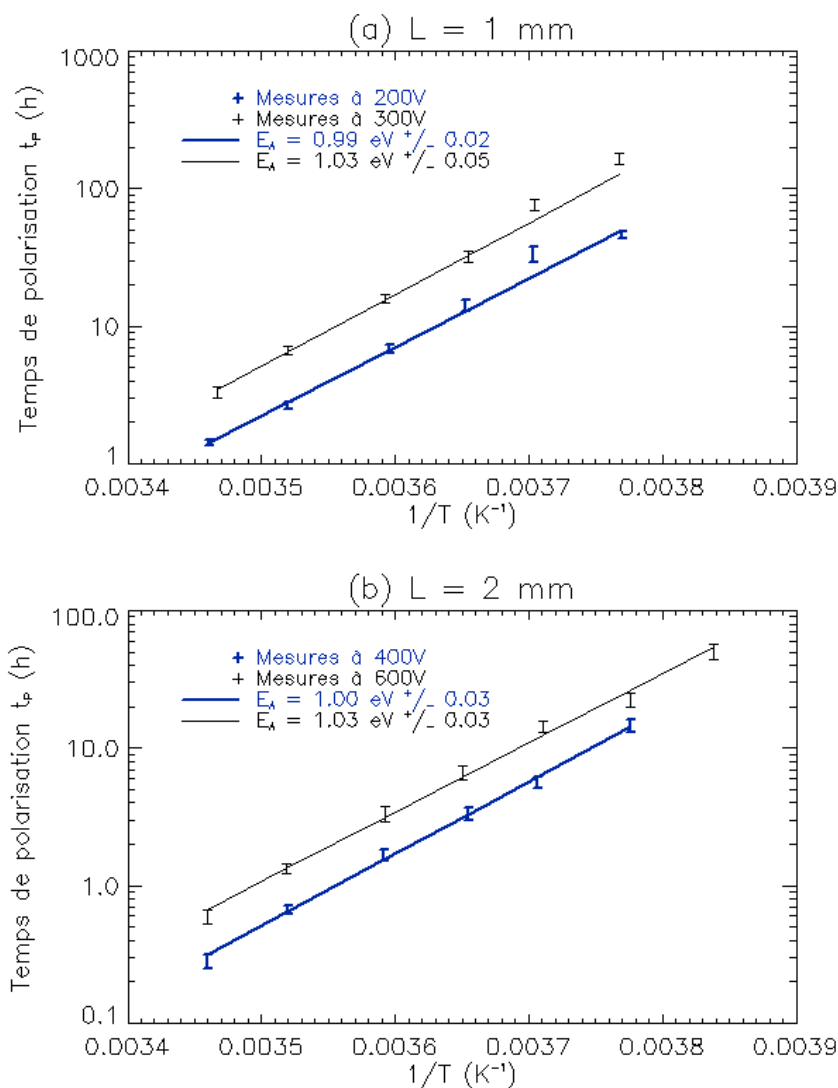 (a) L = 1 mm
1000
100
10
1
Temps de polarisation tₚ (h)
Mesures à 200V
Mesures à 300V
E_A = 0.99 eV +/_ 0.02
E_A = 1.03 eV +/_ 0.05
0.0034 0.0035 0.0036 0.0037 0.0038 0.0039
1/T (K⁻¹)
(b) L = 2 mm
100.0
10.0
1.0
0.1
Temps de polarisation tₚ (h)
Mesures à 400V
Mesures à 600V
E_A = 1.00 eV +/_ 0.03
E_A = 1.03 eV +/_ 0.03
0.0034 0.0035 0.0036 0.0037 0.0038 0.0039
1/T (K⁻¹)